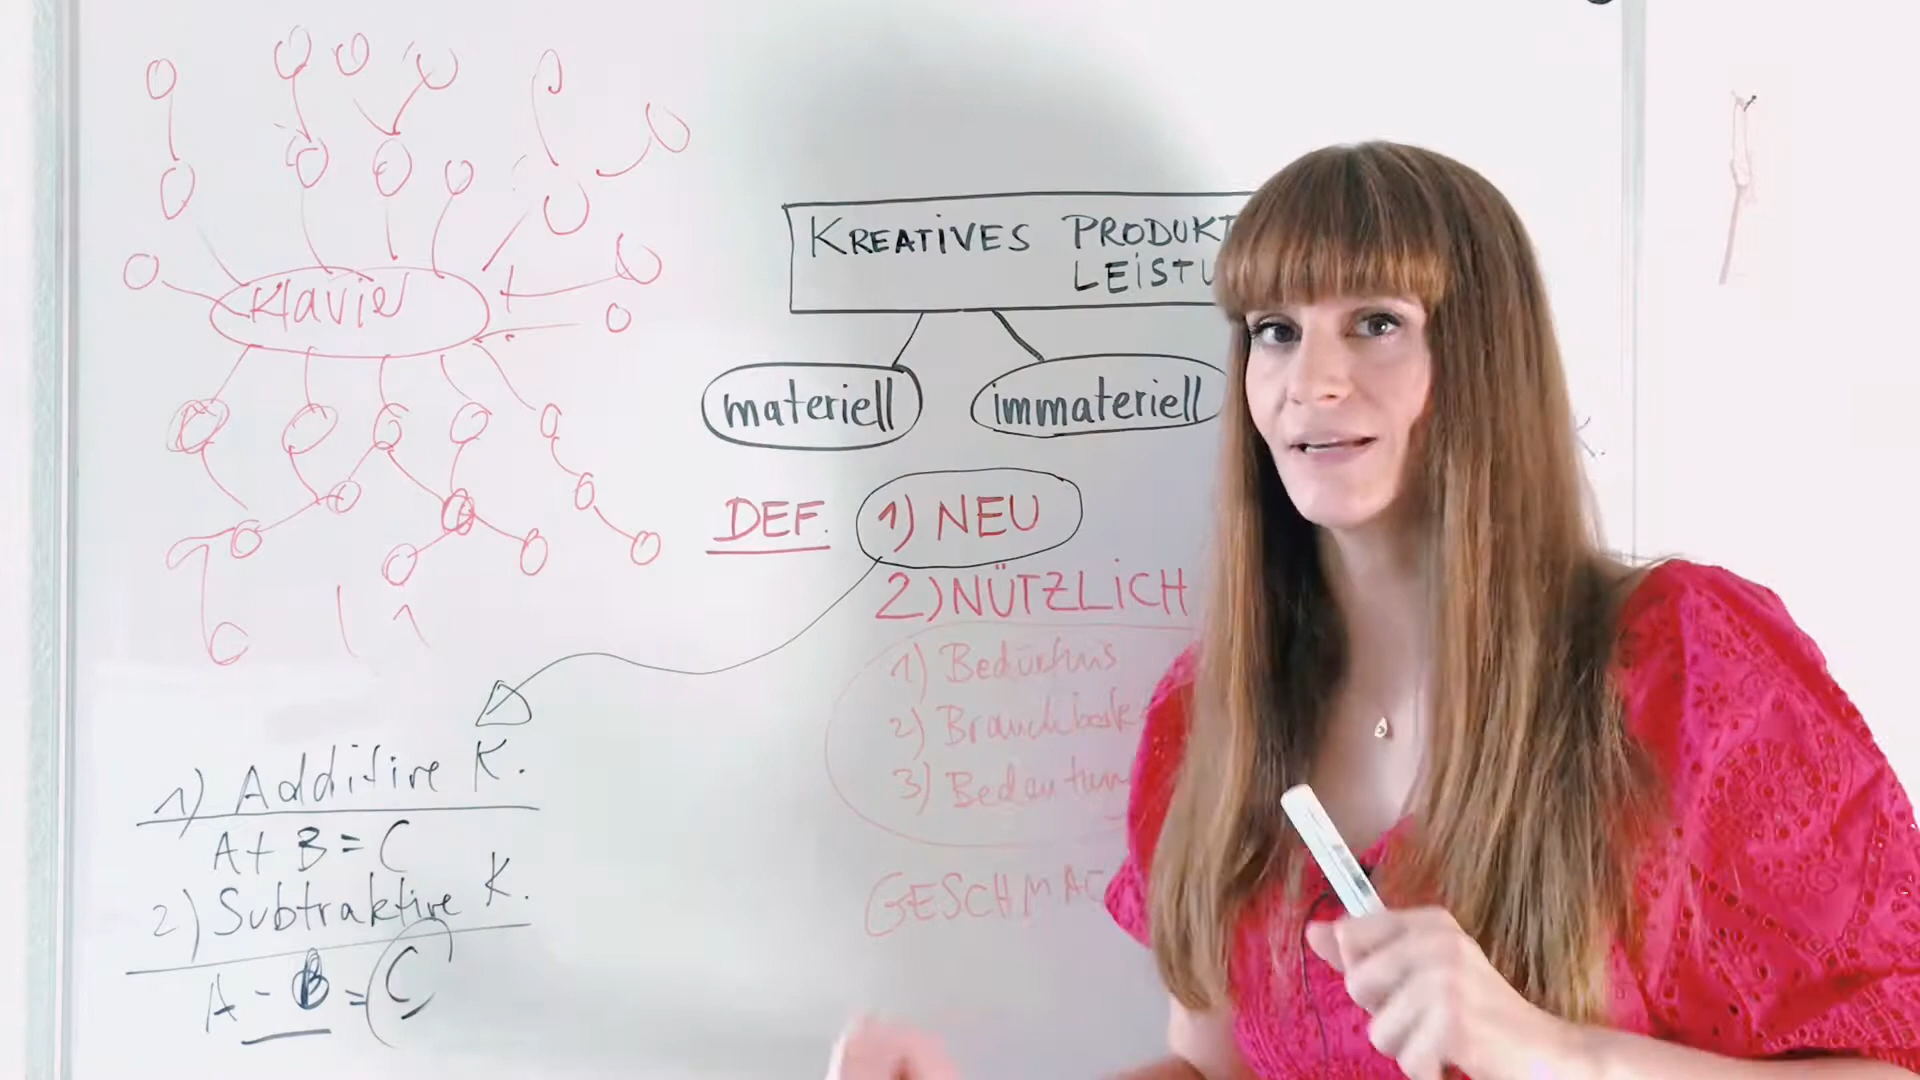 Klavier
KREATIVES PRODUKT
LEISTU
materiell
immateriell
DEF. 1) NEU
2) NÜTZLICH
1) Bedürfnis
2) Brauchbark
3) Bedeutung
GESCHMAC
1) Additive K.
A + B = C
2) Subtraktive K.
A - B = C